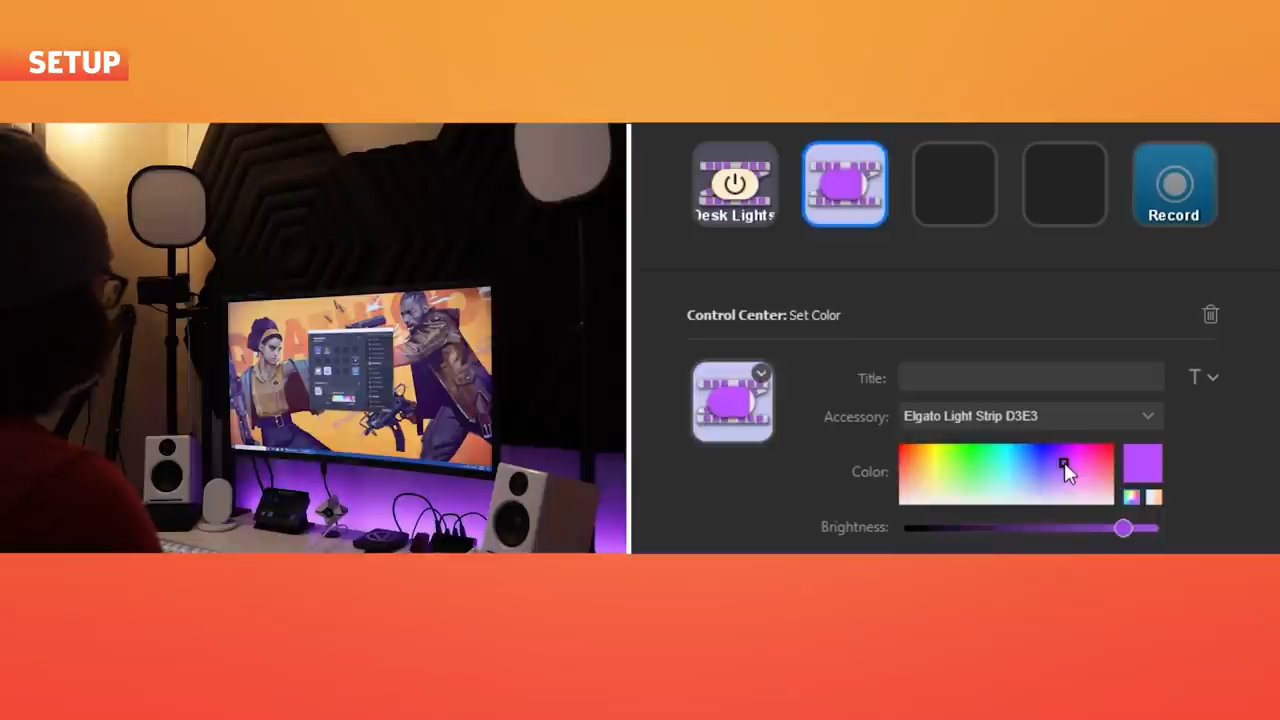 SETUP
Desk Lights
Record
Control Center: Set Color
Title:
T
Accessory:
Elgato Light Strip D3E3
Color:
Brightness: